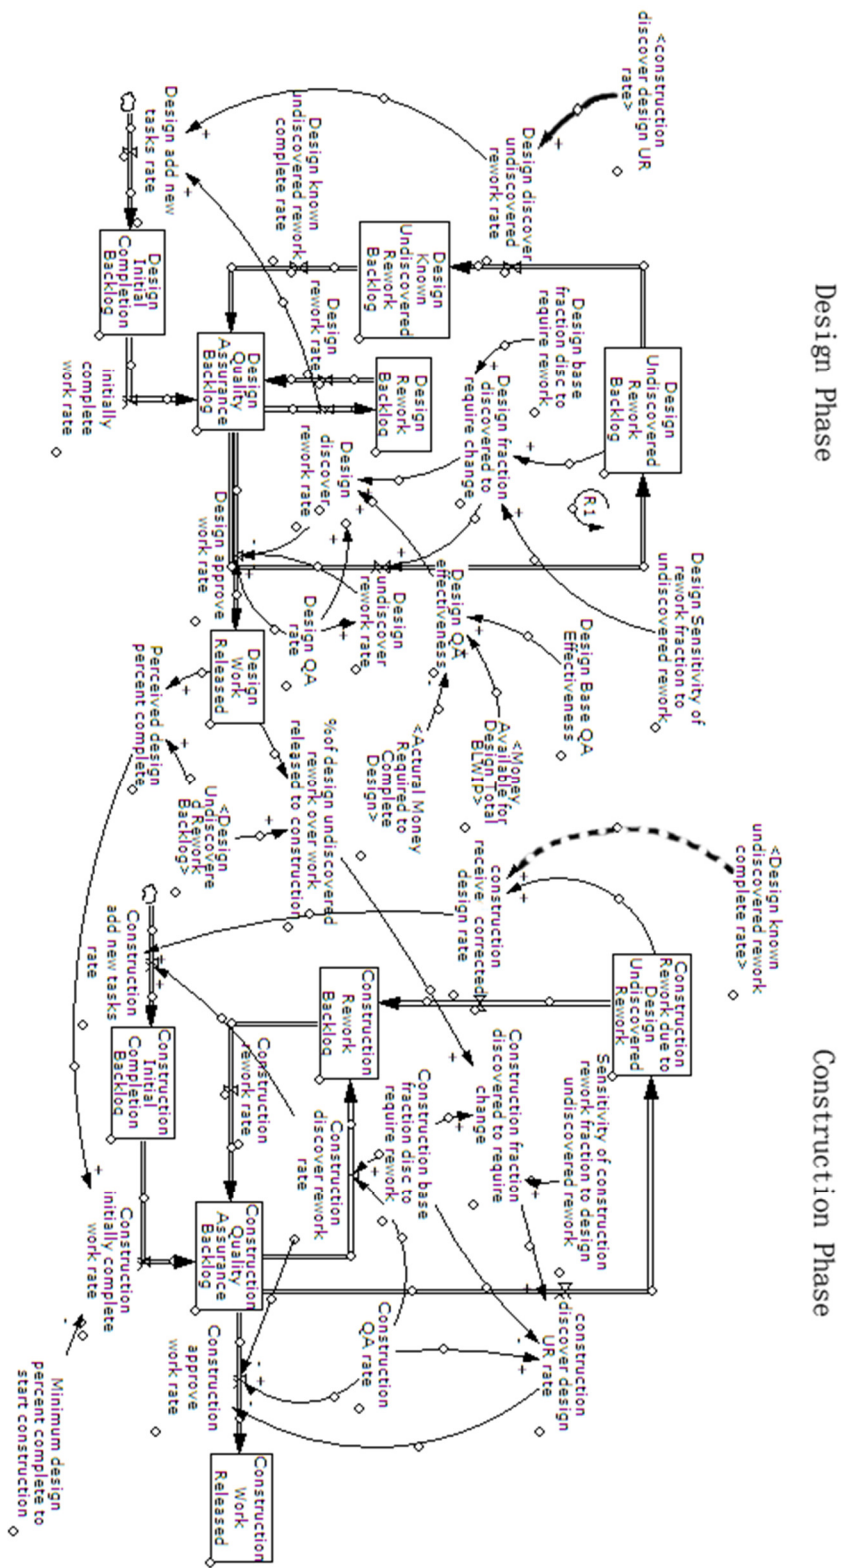 Design Phase
<construction
discover design UR
rate>
Design discover
undiscovered
rework rate
Design add new
tasks rate
Design known
undiscovered rework
complete rate
Design
Known
Undiscovered
Rework
Backlog
Design
Initial
Completion
Backlog
Design base
fraction disc to
require rework
Design
Undiscovered
Rework
Backlog
Design
rework rate
Design
Rework
Backlog
Design
Quality
Assurance
Backlog
initially
complete
work rate
Design fraction
discovered to
require change
R1
Design
discover
rework rate
Design approve
work rate
Design Sensitivity of
rework fraction to
undiscovered rework
Design QA
effectiveness
Design
undiscover
rework rate
Design QA
rate
Design Base QA
Effectiveness
Design
Work
Released
Perceived design
percent complete
<Money
Available for
Design Total
BLWIP>
<Actural Money
Required to
Complete
Design>
%of design undiscovered
rework over work
released to construction
<Design
Undiscovere
d Rework
Backlog>
Construction Phase
<Design known
undiscovered rework
complete rate>
construction
receive corrected
design rate
Construction
add new tasks
rate
Construction
Rework due to
Design
Undiscovered
Rework
Construction
Rework
Backlog
Construction
Initial
Completion
Backlog
Construction
rework rate
Sensitivity of construction
rework fraction to design
undiscovered rework
Construction fraction
discovered to require
change
Construction base
fraction disc to
require rework
Construction
discover rework
rate
Construction
initially complete
work rate
Construction
Quality
Assurance
Backlog
construction
discover design
UR rate
Construction
QA rate
Construction
approve
work rate
Minimum design
percent complete to
start construction
Construction
Work
Released